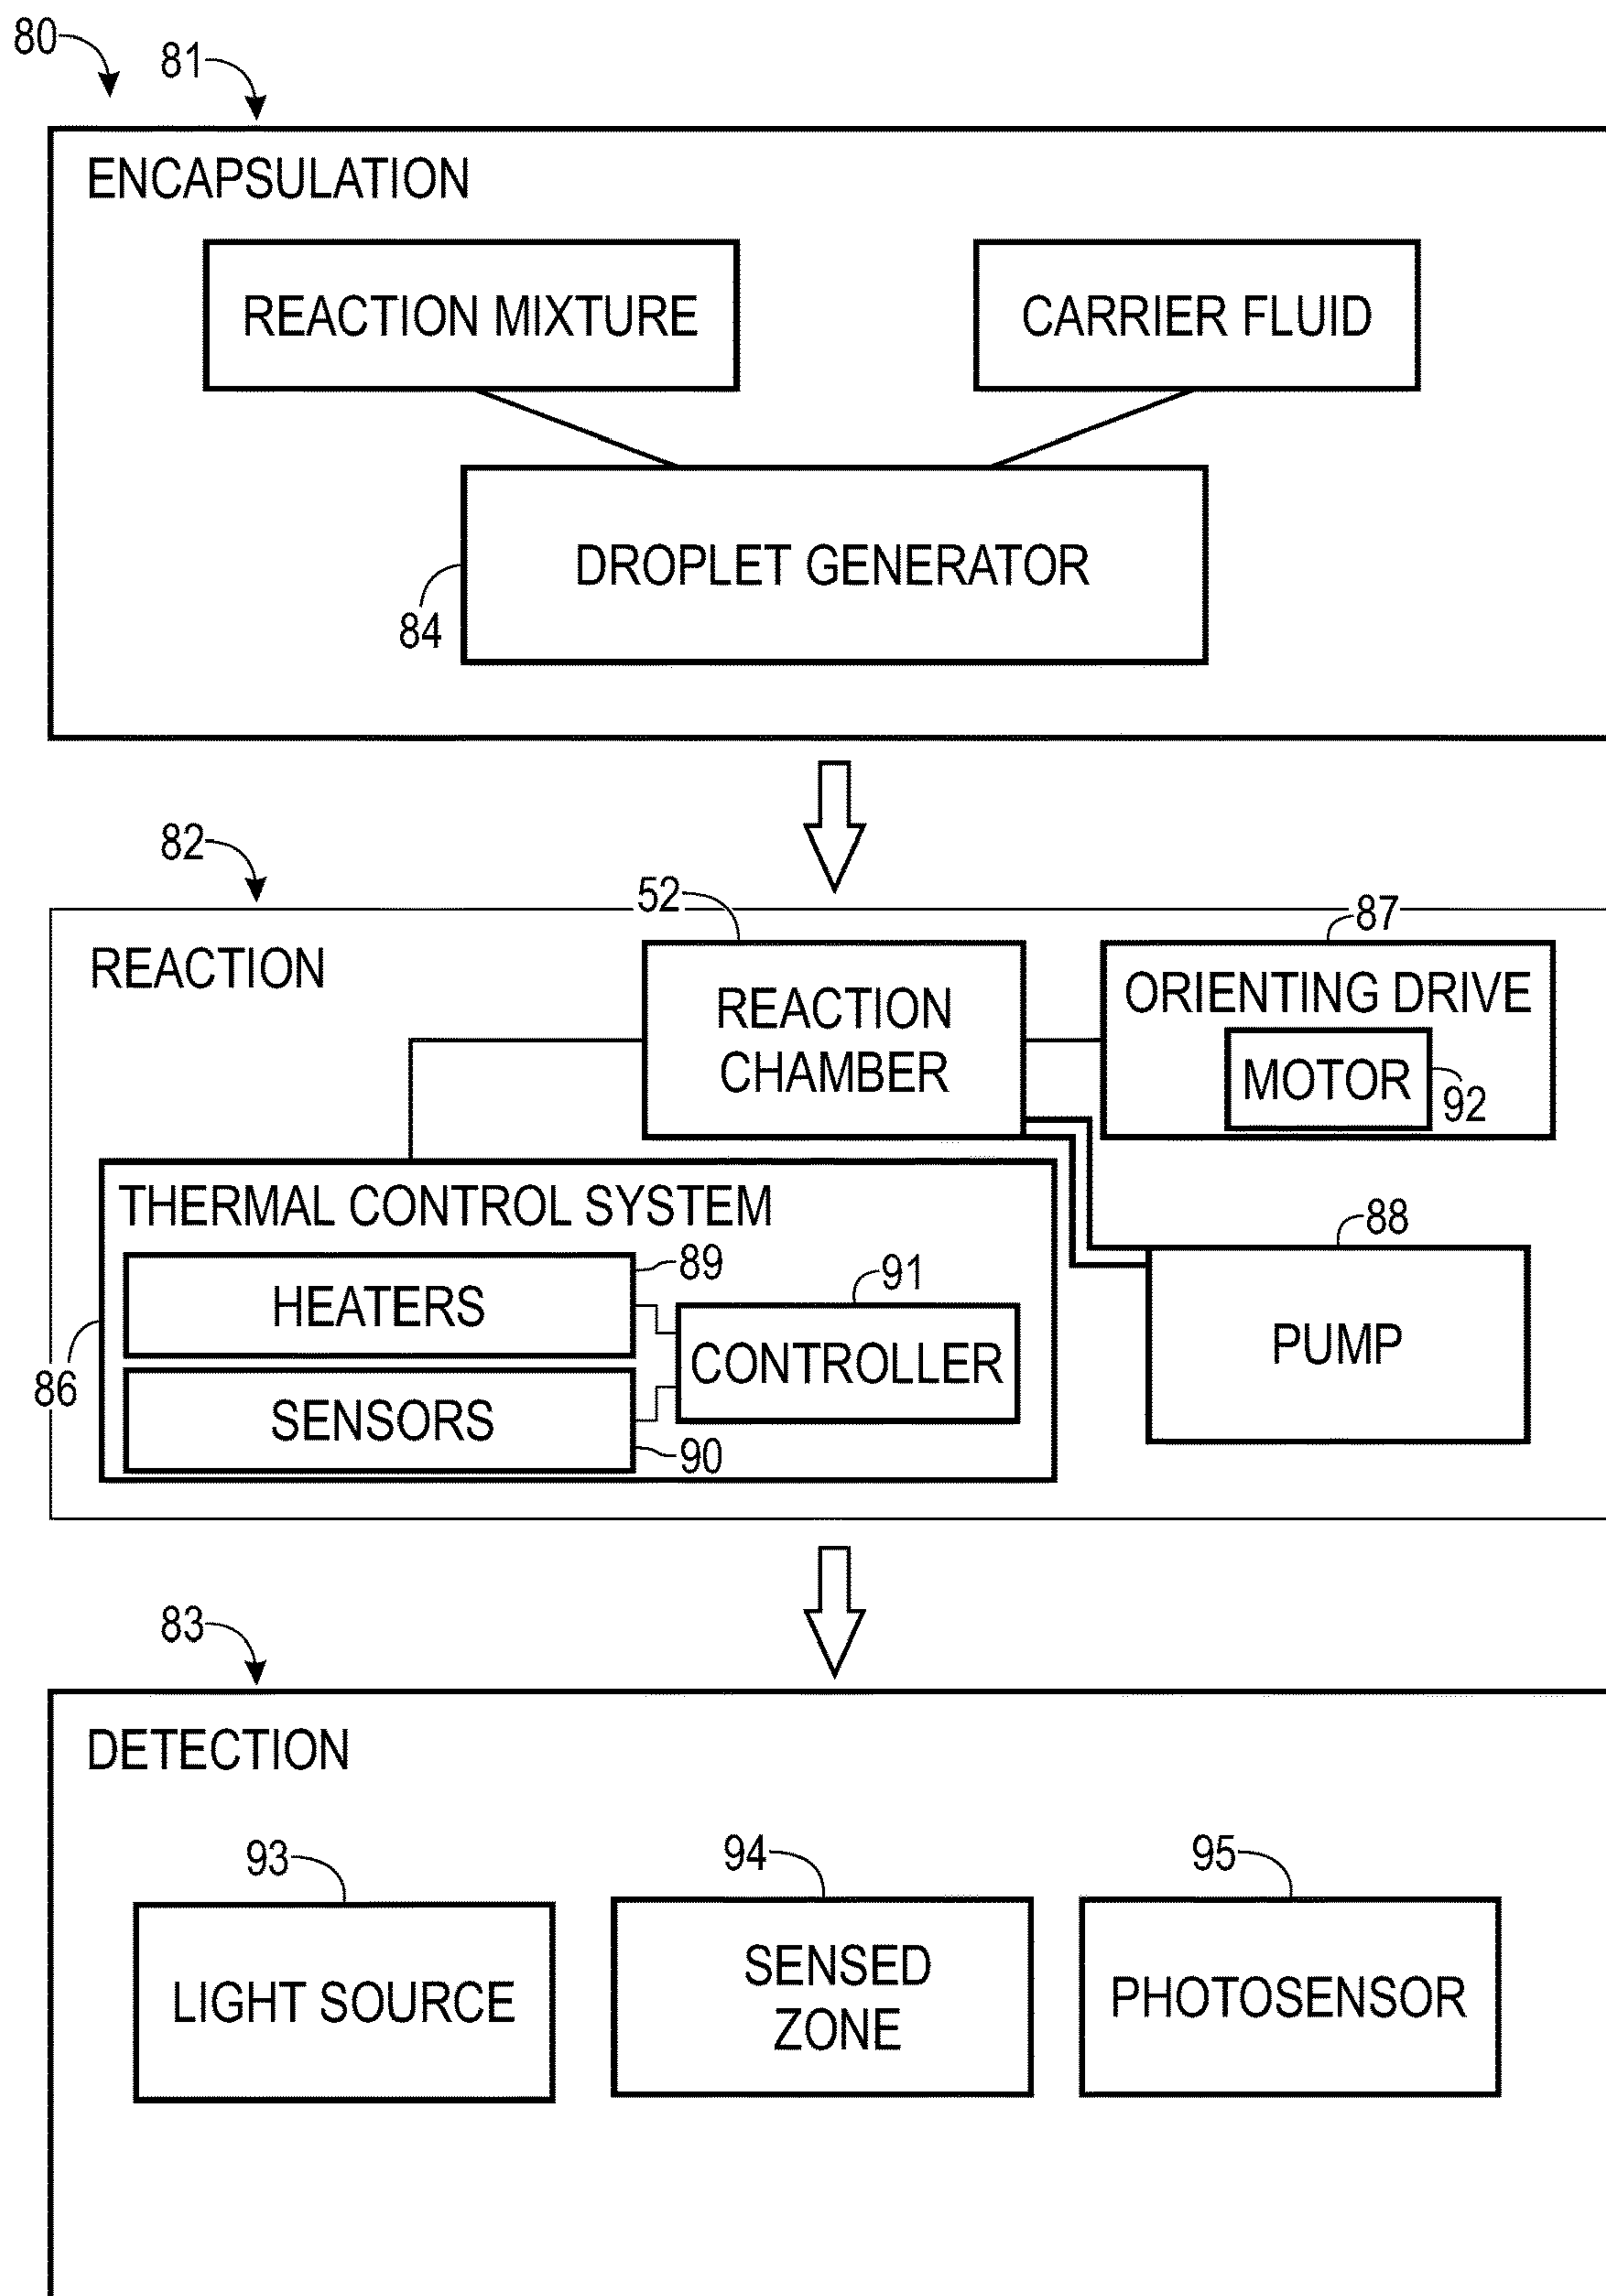 80
81
ENCAPSULATION
REACTION MIXTURE
CARRIER FLUID
DROPLET GENERATOR
84
82
52
87
REACTION
REACTION
CHAMBER
ORIENTING DRIVE
MOTOR
92
THERMAL CONTROL SYSTEM
88
89
HEATERS
91
CONTROLLER
PUMP
86
SENSORS
90
83
DETECTION
93
94
95
LIGHT SOURCE
SENSED
ZONE
PHOTOSENSOR